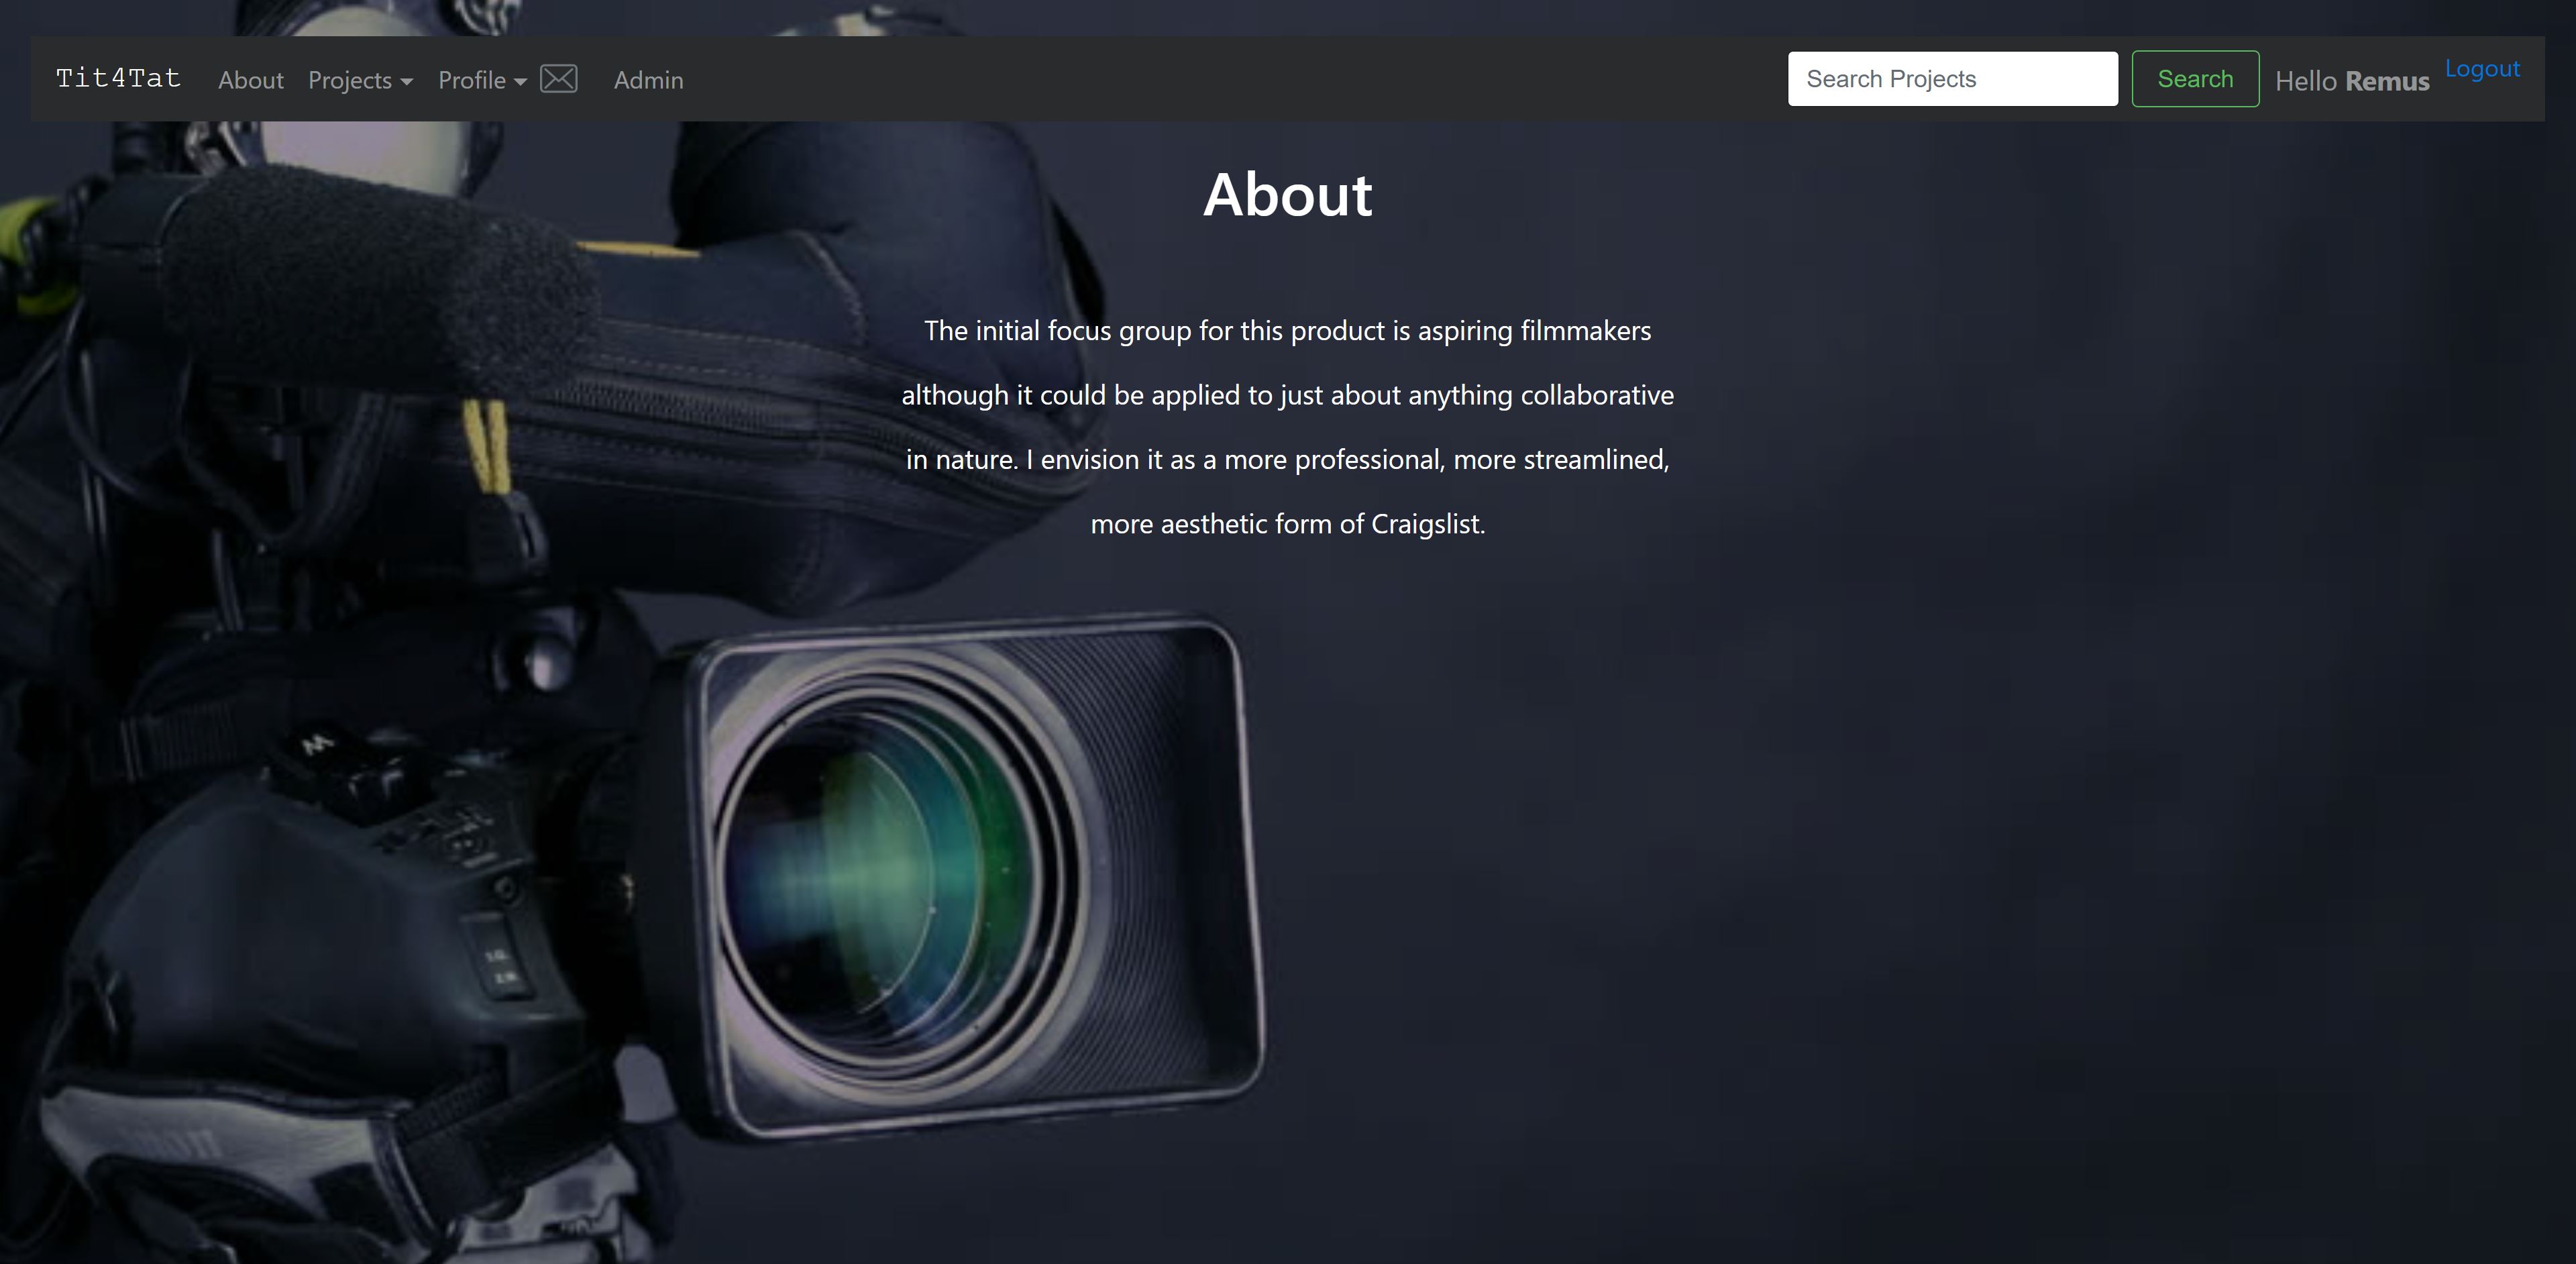 Tit4Tat About Projects Profile Admin Search Projects Search Hello Remus Logout
About
The initial focus group for this product is aspiring filmmakers
although it could be applied to just about anything collaborative
in nature. I envision it as a more professional, more streamlined,
more aesthetic form of Craigslist.
W